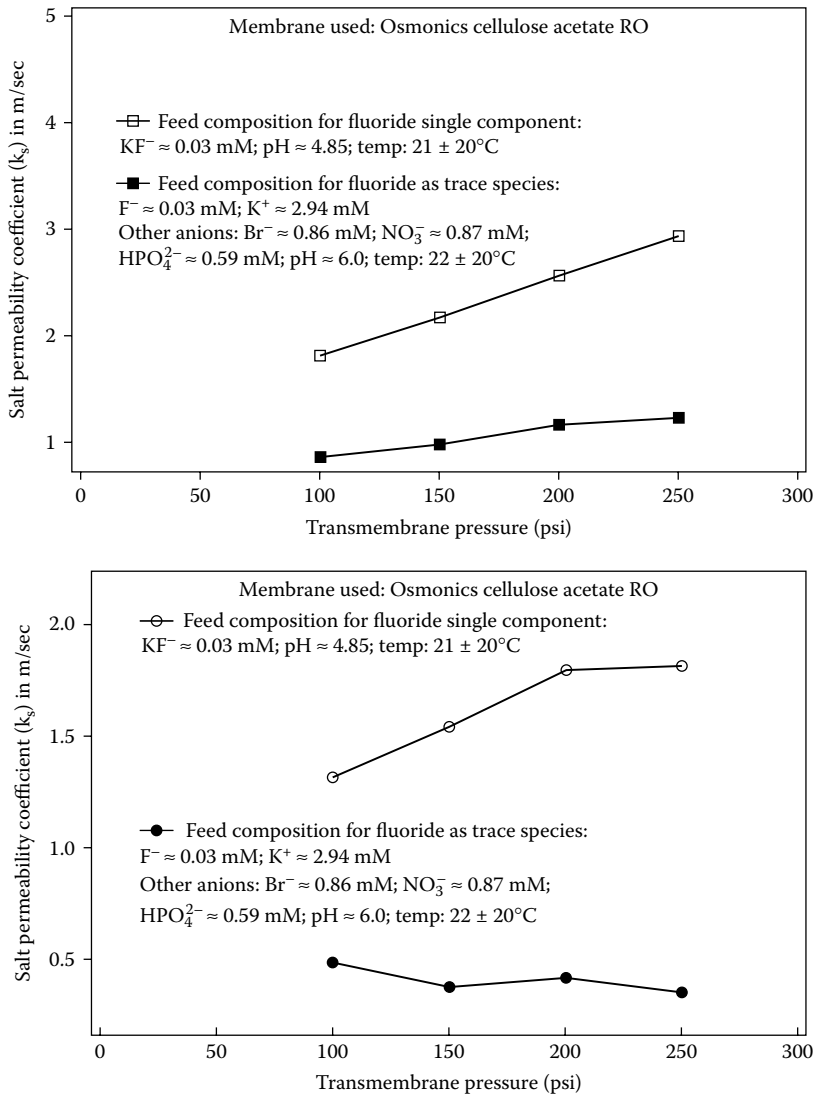 Membrane used: Osmonics cellulose acetate RO
Feed composition for fluoride single component:
KF⁻ ≈ 0.03 mM; pH ≈ 4.85; temp: 21 ± 20°C
Feed composition for fluoride as trace species:
F⁻ ≈ 0.03 mM; K⁺ ≈ 2.94 mM
Other anions: Br⁻ ≈ 0.86 mM; NO₃⁻ ≈ 0.87 mM;
HPO₄²⁻ ≈ 0.59 mM; pH ≈ 6.0; temp: 22 ± 20°C
Salt permeability coefficient (kₛ) in m/sec
5
4
3
2
1
0 50 100 150 200 250 300
Transmembrane pressure (psi)
Membrane used: Osmonics cellulose acetate RO
Feed composition for fluoride single component:
KF⁻ ≈ 0.03 mM; pH ≈ 4.85; temp: 21 ± 20°C
Feed composition for fluoride as trace species:
F⁻ ≈ 0.03 mM; K⁺ ≈ 2.94 mM
Other anions: Br⁻ ≈ 0.86 mM; NO₃⁻ ≈ 0.87 mM;
HPO₄²⁻ ≈ 0.59 mM; pH ≈ 6.0; temp: 22 ± 20°C
Salt permeability coefficient (kₛ) in m/sec
2.0
1.5
1.0
0.5
0 50 100 150 200 250 300
Transmembrane pressure (psi)